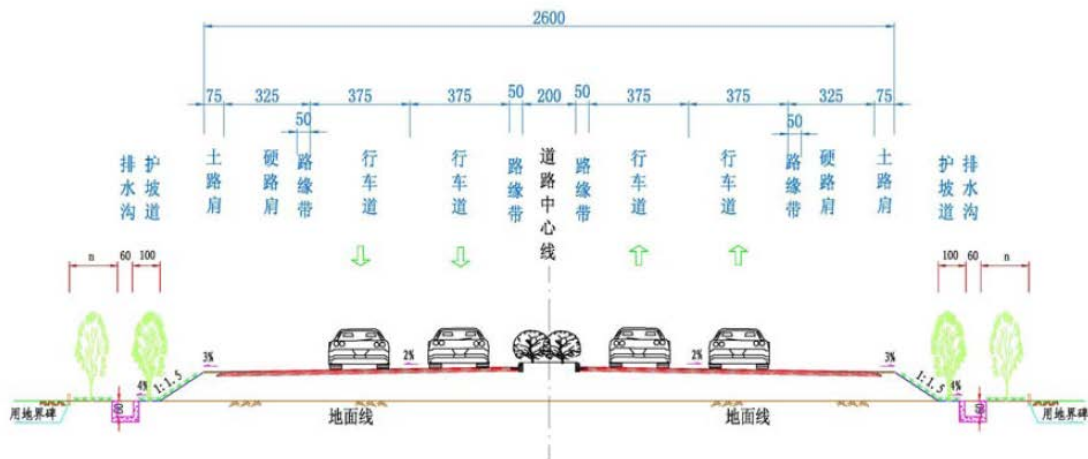 2600
75 325 375 375 50 200 50 375 375 325 75
50 50
排水沟
护坡道
土路肩
硬路肩
路缘带
行车道
行车道
路缘带
道路中心线
路缘带
行车道
行车道
路缘带
硬路肩
土路肩
护坡道
排水沟
n 60 100 100 60 n
3% 2% 2% 3%
1:1.5 1:1.5
4% 4%
60 60
用地界碑 地面线 地面线 用地界碑